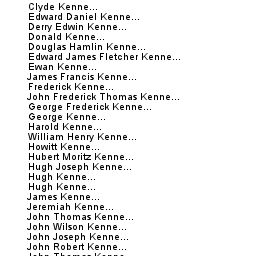 Clyde Kenne...
Edward Daniel Kenne...
Derry Edwin Kenne...
Donald Kenne...
Douglas Hamlin Kenne...
Edward James Fletcher Kenne...
Ewan Kenne...
James Francis Kenne...
Frederick Kenne...
John Frederick Thomas Kenne...
George Frederick Kenne...
George Kenne...
Harold Kenne...
William Henry Kenne...
Howitt Kenne...
Hubert Moritz Kenne...
Hugh Joseph Kenne...
Hugh Kenne...
Hugh Kenne...
James Kenne...
Jeremiah Kenne...
John Thomas Kenne...
John Wilson Kenne...
John Joseph Kenne...
John Robert Kenne...
John Thomas Kenne...